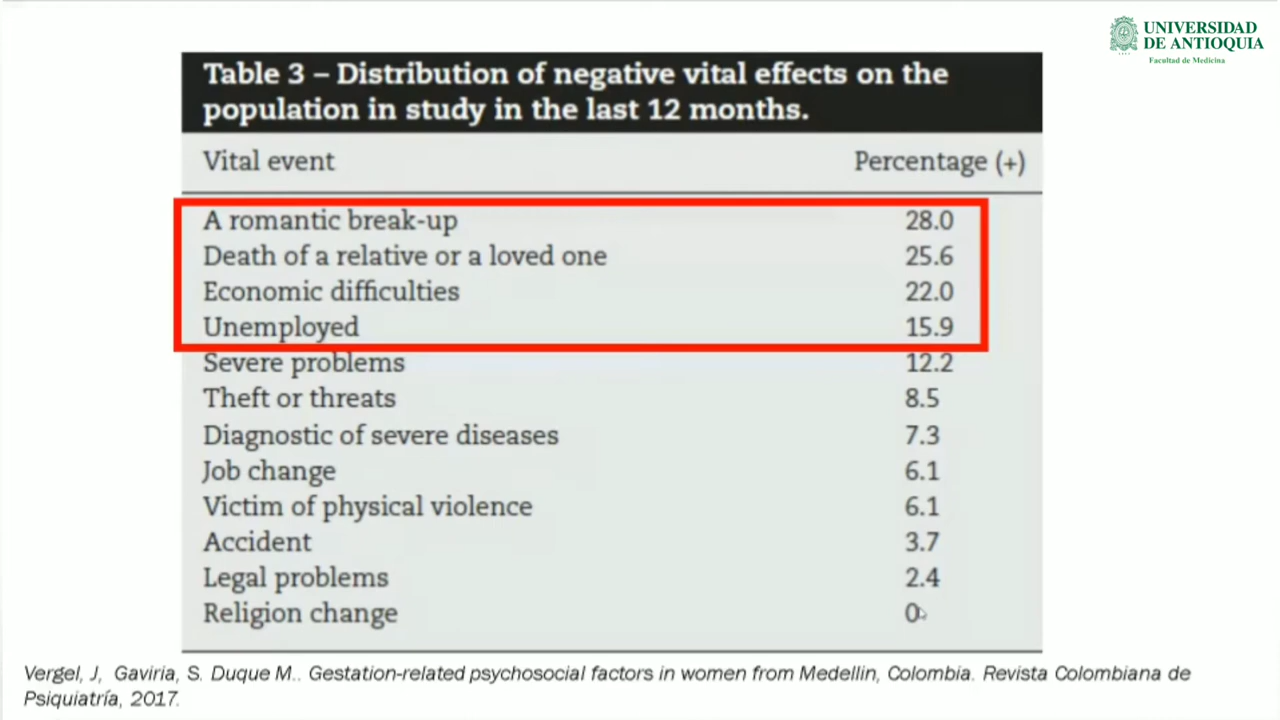 UNIVERSIDAD
DE ANTIOQUIA
Facultad de Medicina
Table 3 – Distribution of negative vital effects on the
population in study in the last 12 months.
Vital event Percentage (+)
A romantic break-up 28.0
Death of a relative or a loved one 25.6
Economic difficulties 22.0
Unemployed 15.9
Severe problems 12.2
Theft or threats 8.5
Diagnostic of severe diseases 7.3
Job change 6.1
Victim of physical violence 6.1
Accident 3.7
Legal problems 2.4
Religion change 0
Vergel, J, Gaviria, S. Duque M.. Gestation-related psychosocial factors in women from Medellin, Colombia. Revista Colombiana de
Psiquiatría, 2017.